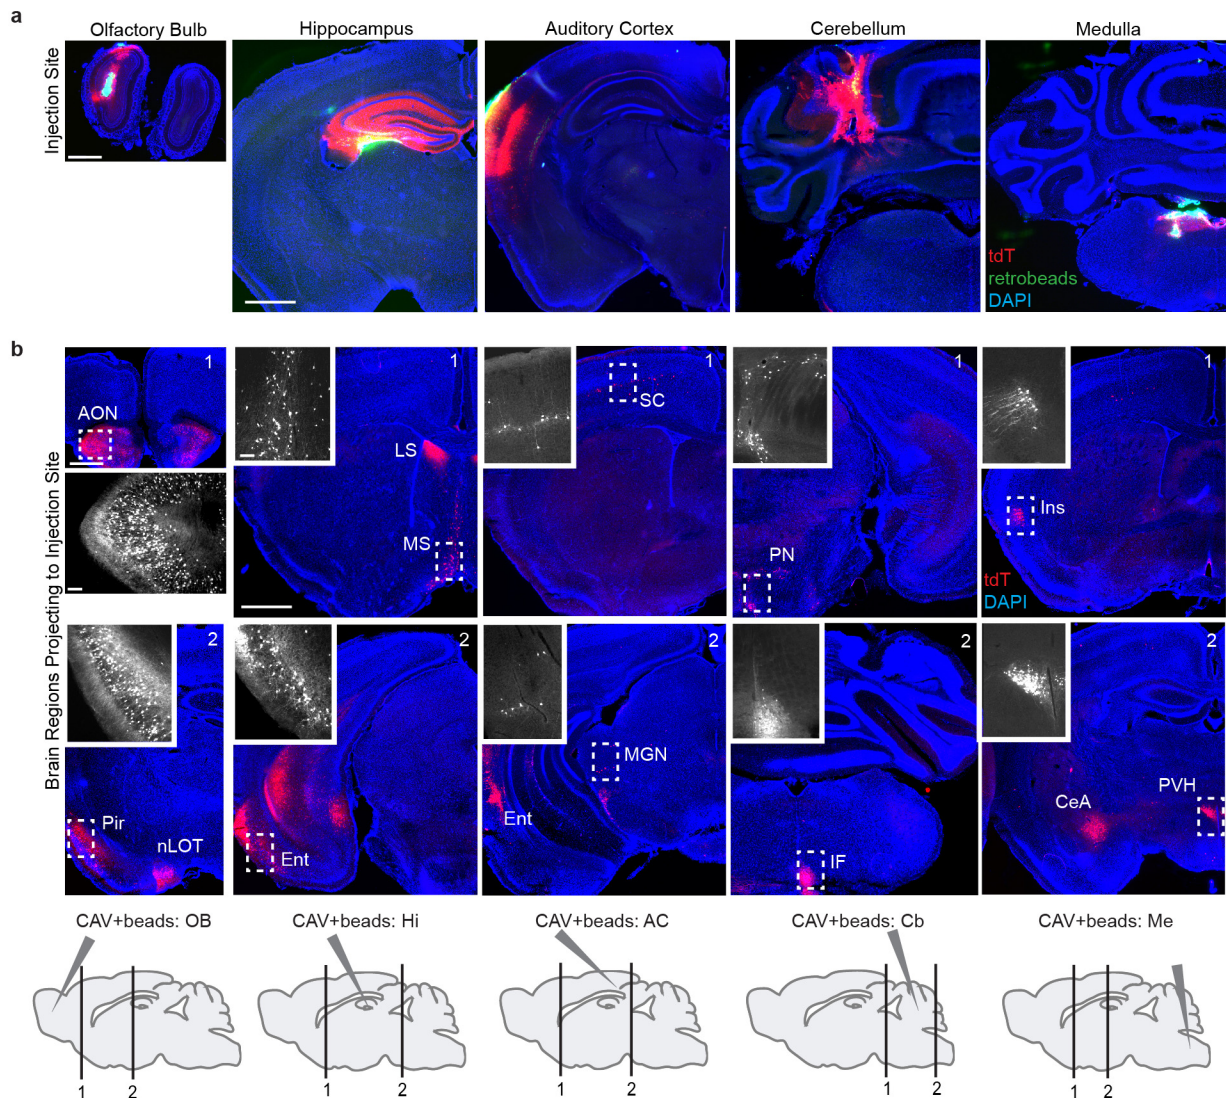 a
Olfactory Bulb
Hippocampus
Auditory Cortex
Cerebellum
Medulla
Injection Site
tdT
retrobeads
DAPI
b
Brain Regions Projecting to Injection Site
1
AON
1
LS
MS
1
SC
1
PN
1
Ins
tdT
DAPI
2
Pir
nLOT
2
Ent
2
MGN
Ent
2
IF
2
CeA
PVH
CAV+beads: OB
CAV+beads: Hi
CAV+beads: AC
CAV+beads: Cb
CAV+beads: Me
1 2
1 2
1 2
1 2
1 2